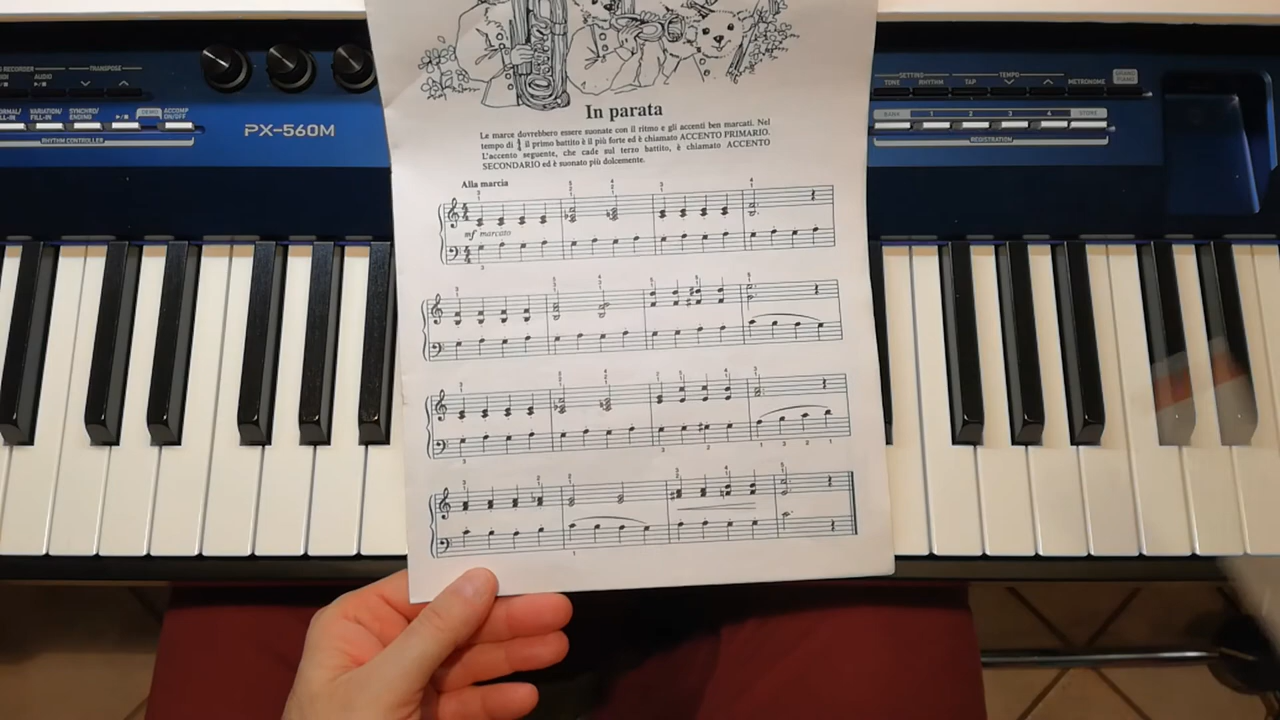 RECORDER
AUDIO
TRANSPOSE
VARIATION/ SYNCHRO/ ACCOMP
FILL-IN FILL-IN ENDING DEMO ON/OFF
RHYTHM CONTROLLER
PX-560M
SETTING TEMPO GRAND
TONE RHYTHM TAP METRONOME PIANO
BANK 1 2 3 4 STORE
REGISTRATION
In parata
Le marce dovrebbero essere suonate con il ritmo e gli accenti ben marcati. Nel
tempo di 4/4 il primo battito è il più forte ed è chiamato ACCENTO PRIMARIO.
L'accento seguente, che cade sul terzo battito, è chiamato ACCENTO
SECONDARIO ed è suonato più dolcemente.
Alla marcia
mf marcato